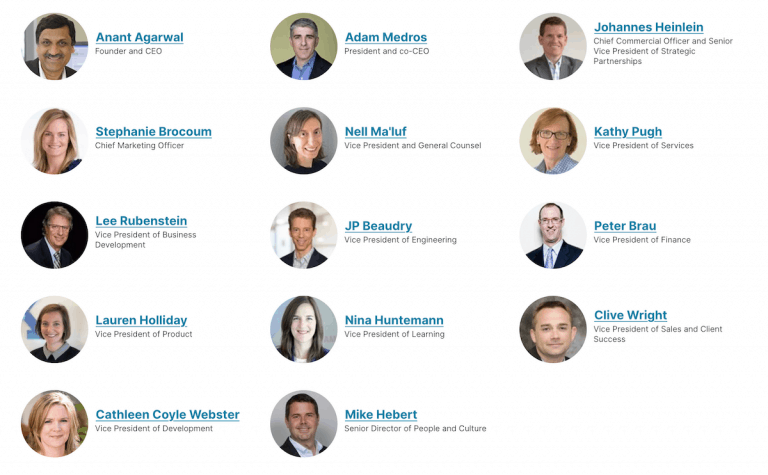 Anant Agarwal
Founder and CEO
Adam Medros
President and co-CEO
Johannes Heinlein
Chief Commercial Officer and Senior
Vice President of Strategic
Partnerships
Stephanie Brocoum
Chief Marketing Officer
Nell Ma'luf
Vice President and General Counsel
Kathy Pugh
Vice President of Services
Lee Rubenstein
Vice President of Business
Development
JP Beaudry
Vice President of Engineering
Peter Brau
Vice President of Finance
Lauren Holliday
Vice President of Product
Nina Huntemann
Vice President of Learning
Clive Wright
Vice President of Sales and Client
Success
Cathleen Coyle Webster
Vice President of Development
Mike Hebert
Senior Director of People and Culture